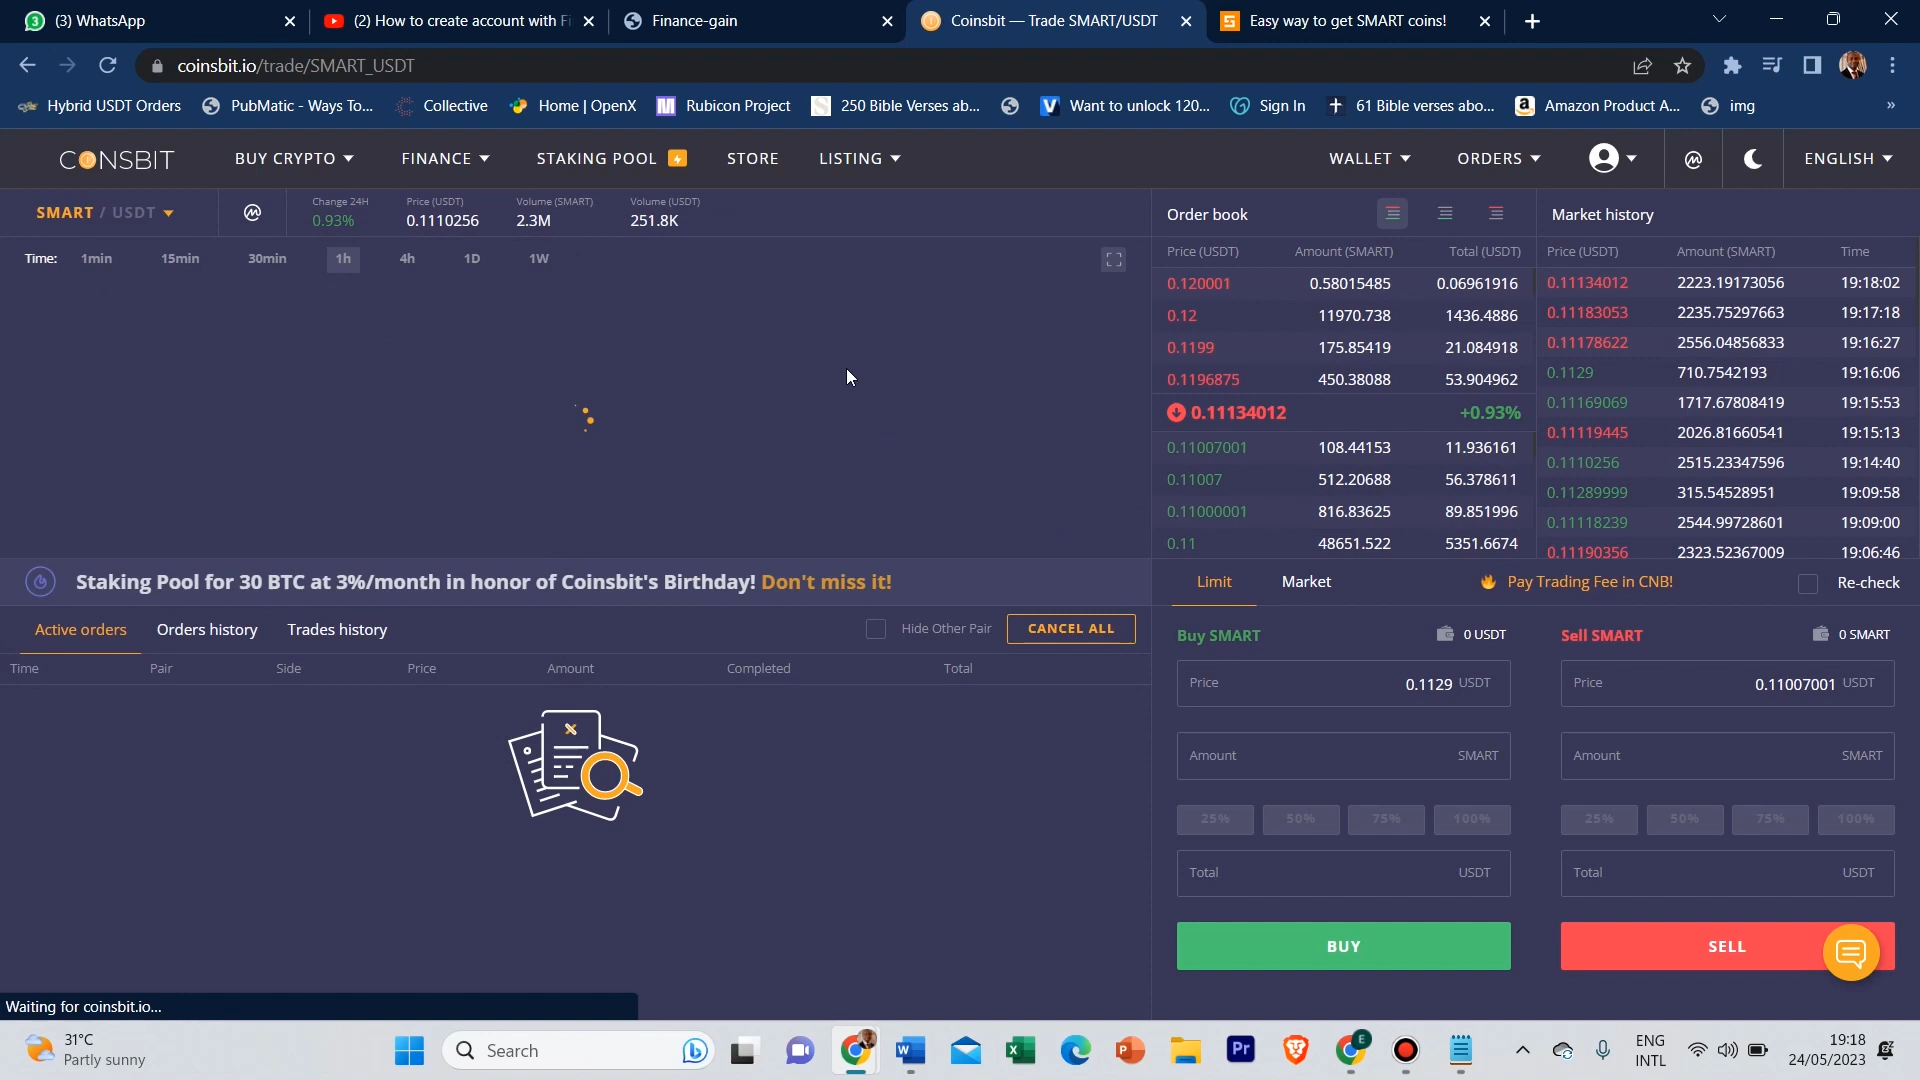 (3) WhatsApp
(2) How to create account with Fi
Finance-gain
Coinsbit — Trade SMART/USDT
Easy way to get SMART coins!
coinsbit.io/trade/SMART_USDT
Hybrid USDT Orders
PubMatic - Ways To...
Collective
Home | OpenX
Rubicon Project
250 Bible Verses ab...
Want to unlock 120...
Sign In
61 Bible verses abo...
Amazon Product A...
img
»
COINSBIT
BUY CRYPTO
FINANCE
STAKING POOL
STORE
LISTING
WALLET
ORDERS
ENGLISH
SMART / USDT
Change 24H
0.93%
Price (USDT)
0.1110256
Volume (SMART)
2.3M
Volume (USDT)
251.8K
Time: 1min 15min 30min 1h 4h 1D 1W
Order book
Price (USDT) Amount (SMART) Total (USDT)
0.120001 0.58015485 0.06961916
0.12 11970.738 1436.4886
0.1199 175.85419 21.084918
0.1196875 450.38088 53.904962
0.11134012 +0.93%
0.11007001 108.44153 11.936161
0.11007 512.20688 56.378611
0.11000001 816.83625 89.851996
0.11 48651.522 5351.6674
Market history
Price (USDT) Amount (SMART) Time
0.11134012 2223.19173056 19:18:02
0.11183053 2235.75297663 19:17:18
0.11178622 2556.04856833 19:16:27
0.1129 710.7542193 19:16:06
0.11169069 1717.67808419 19:15:53
0.11119445 2026.81660541 19:15:13
0.1110256 2515.23347596 19:14:40
0.11289999 315.54528951 19:09:58
0.11118239 2544.99728601 19:09:00
0.11190356 2323.52367009 19:06:46
Staking Pool for 30 BTC at 3%/month in honor of Coinsbit's Birthday! Don't miss it!
Limit Market Pay Trading Fee in CNB! Re-check
Active orders Orders history Trades history Hide Other Pair CANCEL ALL
Time Pair Side Price Amount Completed Total
Buy SMART 0 USDT
Price 0.1129 USDT
Amount SMART
25% 50% 75% 100%
Total USDT
BUY
Sell SMART 0 SMART
Price 0.11007001 USDT
Amount SMART
25% 50% 75% 100%
Total USDT
SELL
Waiting for coinsbit.io...
31°C
Partly sunny
Search
ENG
INTL
19:18
24/05/2023